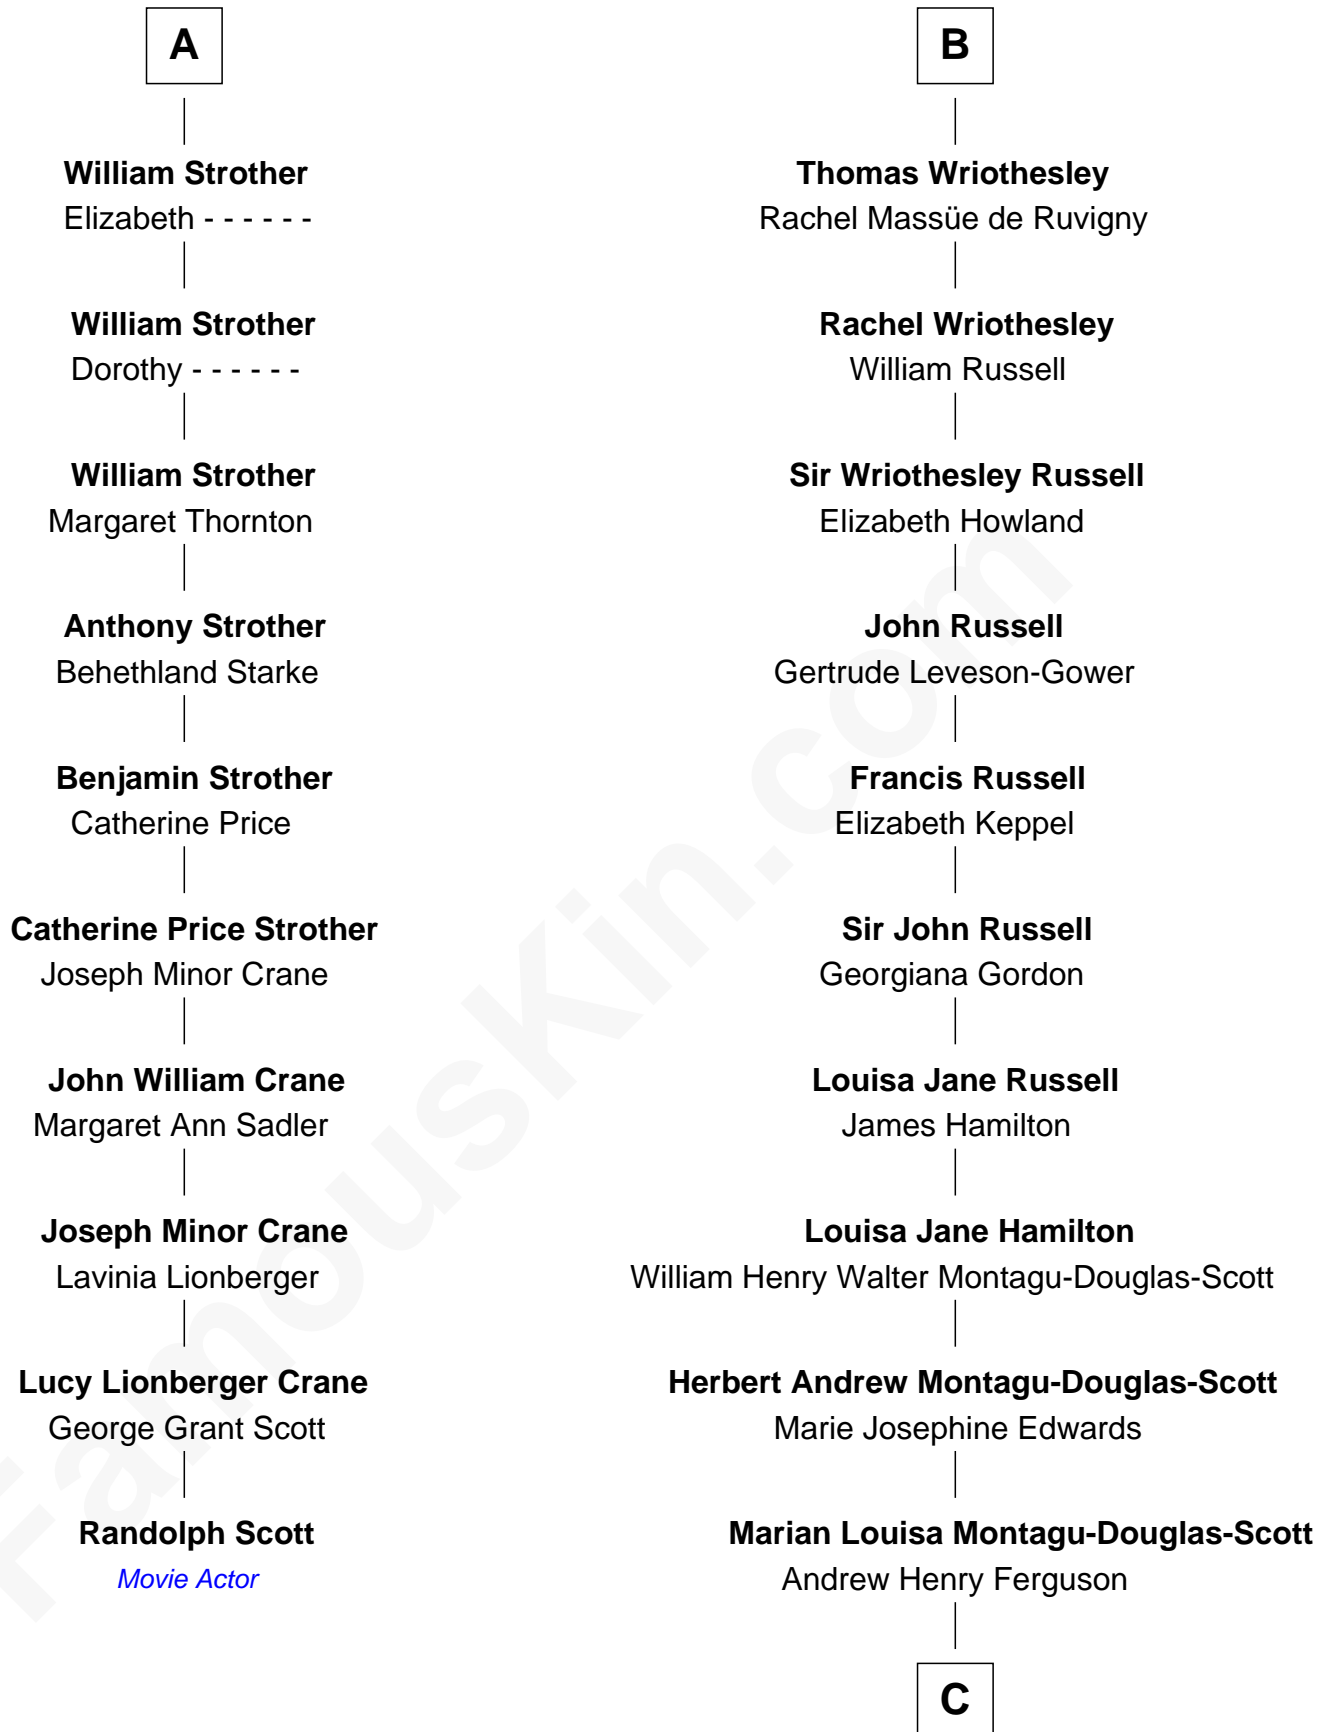 A
William Strother
Elizabeth - - - - - -
William Strother
Dorothy - - - - - -
William Strother
Margaret Thornton
Anthony Strother
Behethland Starke
Benjamin Strother
Catherine Price
Catherine Price Strother
Joseph Minor Crane
John William Crane
Margaret Ann Sadler
Joseph Minor Crane
Lavinia Lionberger
Lucy Lionberger Crane
George Grant Scott
Randolph Scott
Movie Actor
B
Thomas Wriothesley
Rachel Massüe de Ruvigny
Rachel Wriothesley
William Russell
Sir Wriothesley Russell
Elizabeth Howland
John Russell
Gertrude Leveson-Gower
Francis Russell
Elizabeth Keppel
Sir John Russell
Georgiana Gordon
Louisa Jane Russell
James Hamilton
Louisa Jane Hamilton
William Henry Walter Montagu-Douglas-Scott
Herbert Andrew Montagu-Douglas-Scott
Marie Josephine Edwards
Marian Louisa Montagu-Douglas-Scott
Andrew Henry Ferguson
C
FamousKin.com